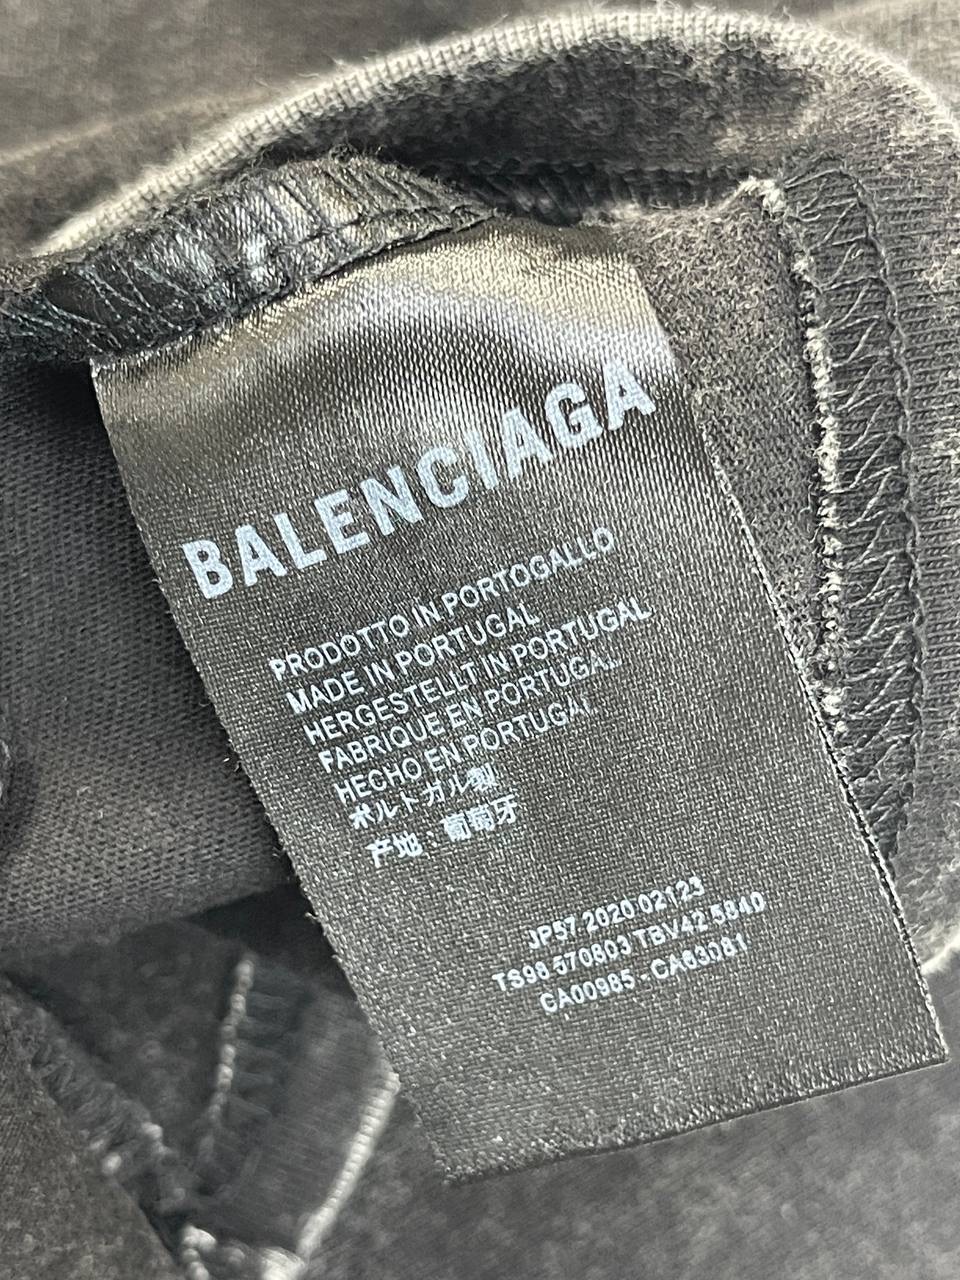 BALENCIAGA
PRODOTTO IN PORTOGALLO
MADE IN PORTUGAL
HERGESTELLT IN PORTUGAL
FABRIQUE EN PORTUGAL
HECHO EN PORTUGAL
ポルトガル製
产地：葡萄牙
JP57 2020 02123
TS98 570803 TBV42 5840
CA00985 - CA63081